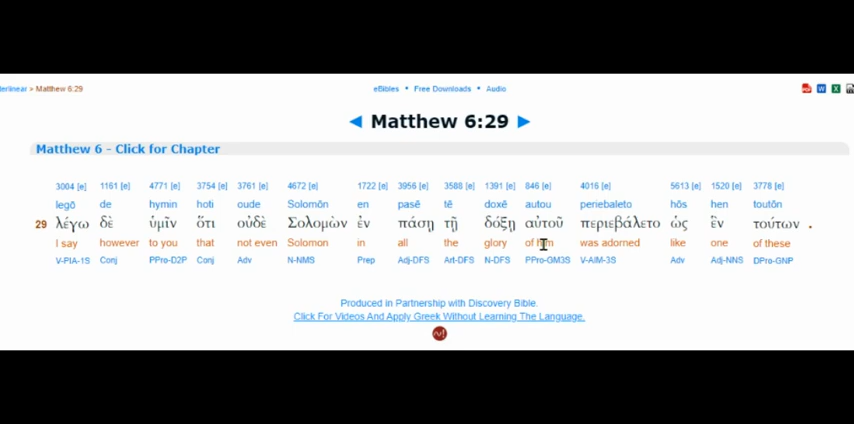 terlinear > Matthew 6:29
eBibles • Free Downloads • Audio
◄ Matthew 6:29 ►
Matthew 6 - Click for Chapter
3004 [e] 1161 [e] 4771 [e] 3754 [e] 3761 [e] 4672 [e] 1722 [e] 3956 [e] 3588 [e] 1391 [e] 846 [e] 4016 [e] 5613 [e] 1520 [e] 3778 [e]
legō de hymin hoti oude Solomōn en pasē tē doxē autou periebaleto hōs hen toutōn
29 λέγω δὲ ὑμῖν ὅτι οὐδὲ Σολομὼν ἐν πάσῃ τῇ δόξῃ αὐτοῦ περιεβάλετο ὡς ἓν τούτων .
I say however to you that not even Solomon in all the glory of him was adorned like one of these
V-PIA-1S Conj PPro-D2P Conj Adv N-NMS Prep Adj-DFS Art-DFS N-DFS PPro-GM3S V-AIM-3S Adv Adj-NNS DPro-GNP
Produced in Partnership with Discovery Bible.
Click For Videos And Apply Greek Without Learning The Language.